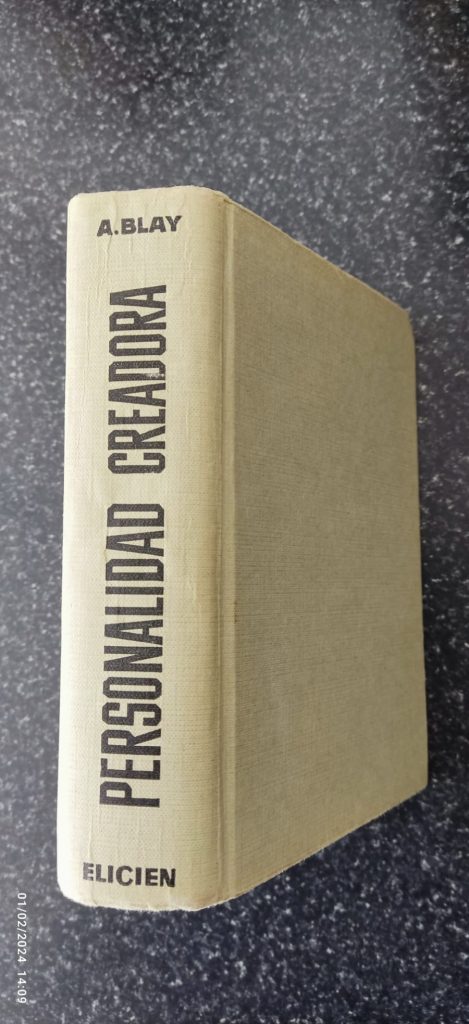 A.BLAY
PERSONALIDAD CREADORA
ELICIEN
01/02/2024 14:09